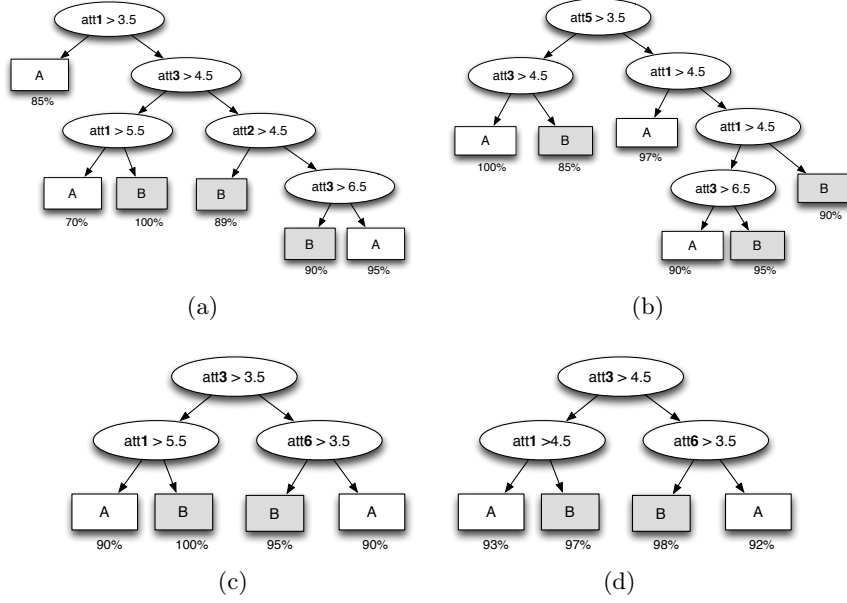 att1 > 3.5
A
85%
att3 > 4.5
att1 > 5.5
att2 > 4.5
A
B
B
70%
100%
89%
att3 > 6.5
B
A
90%
95%
(a)
att5 > 3.5
att3 > 4.5
att1 > 4.5
A
B
A
100%
85%
97%
att1 > 4.5
att3 > 6.5
B
90%
A
B
90%
95%
(b)
att3 > 3.5
att1 > 5.5
att6 > 3.5
A
B
B
A
90%
100%
95%
90%
(c)
att3 > 4.5
att1 >4.5
att6 > 3.5
A
B
B
A
93%
97%
98%
92%
(d)